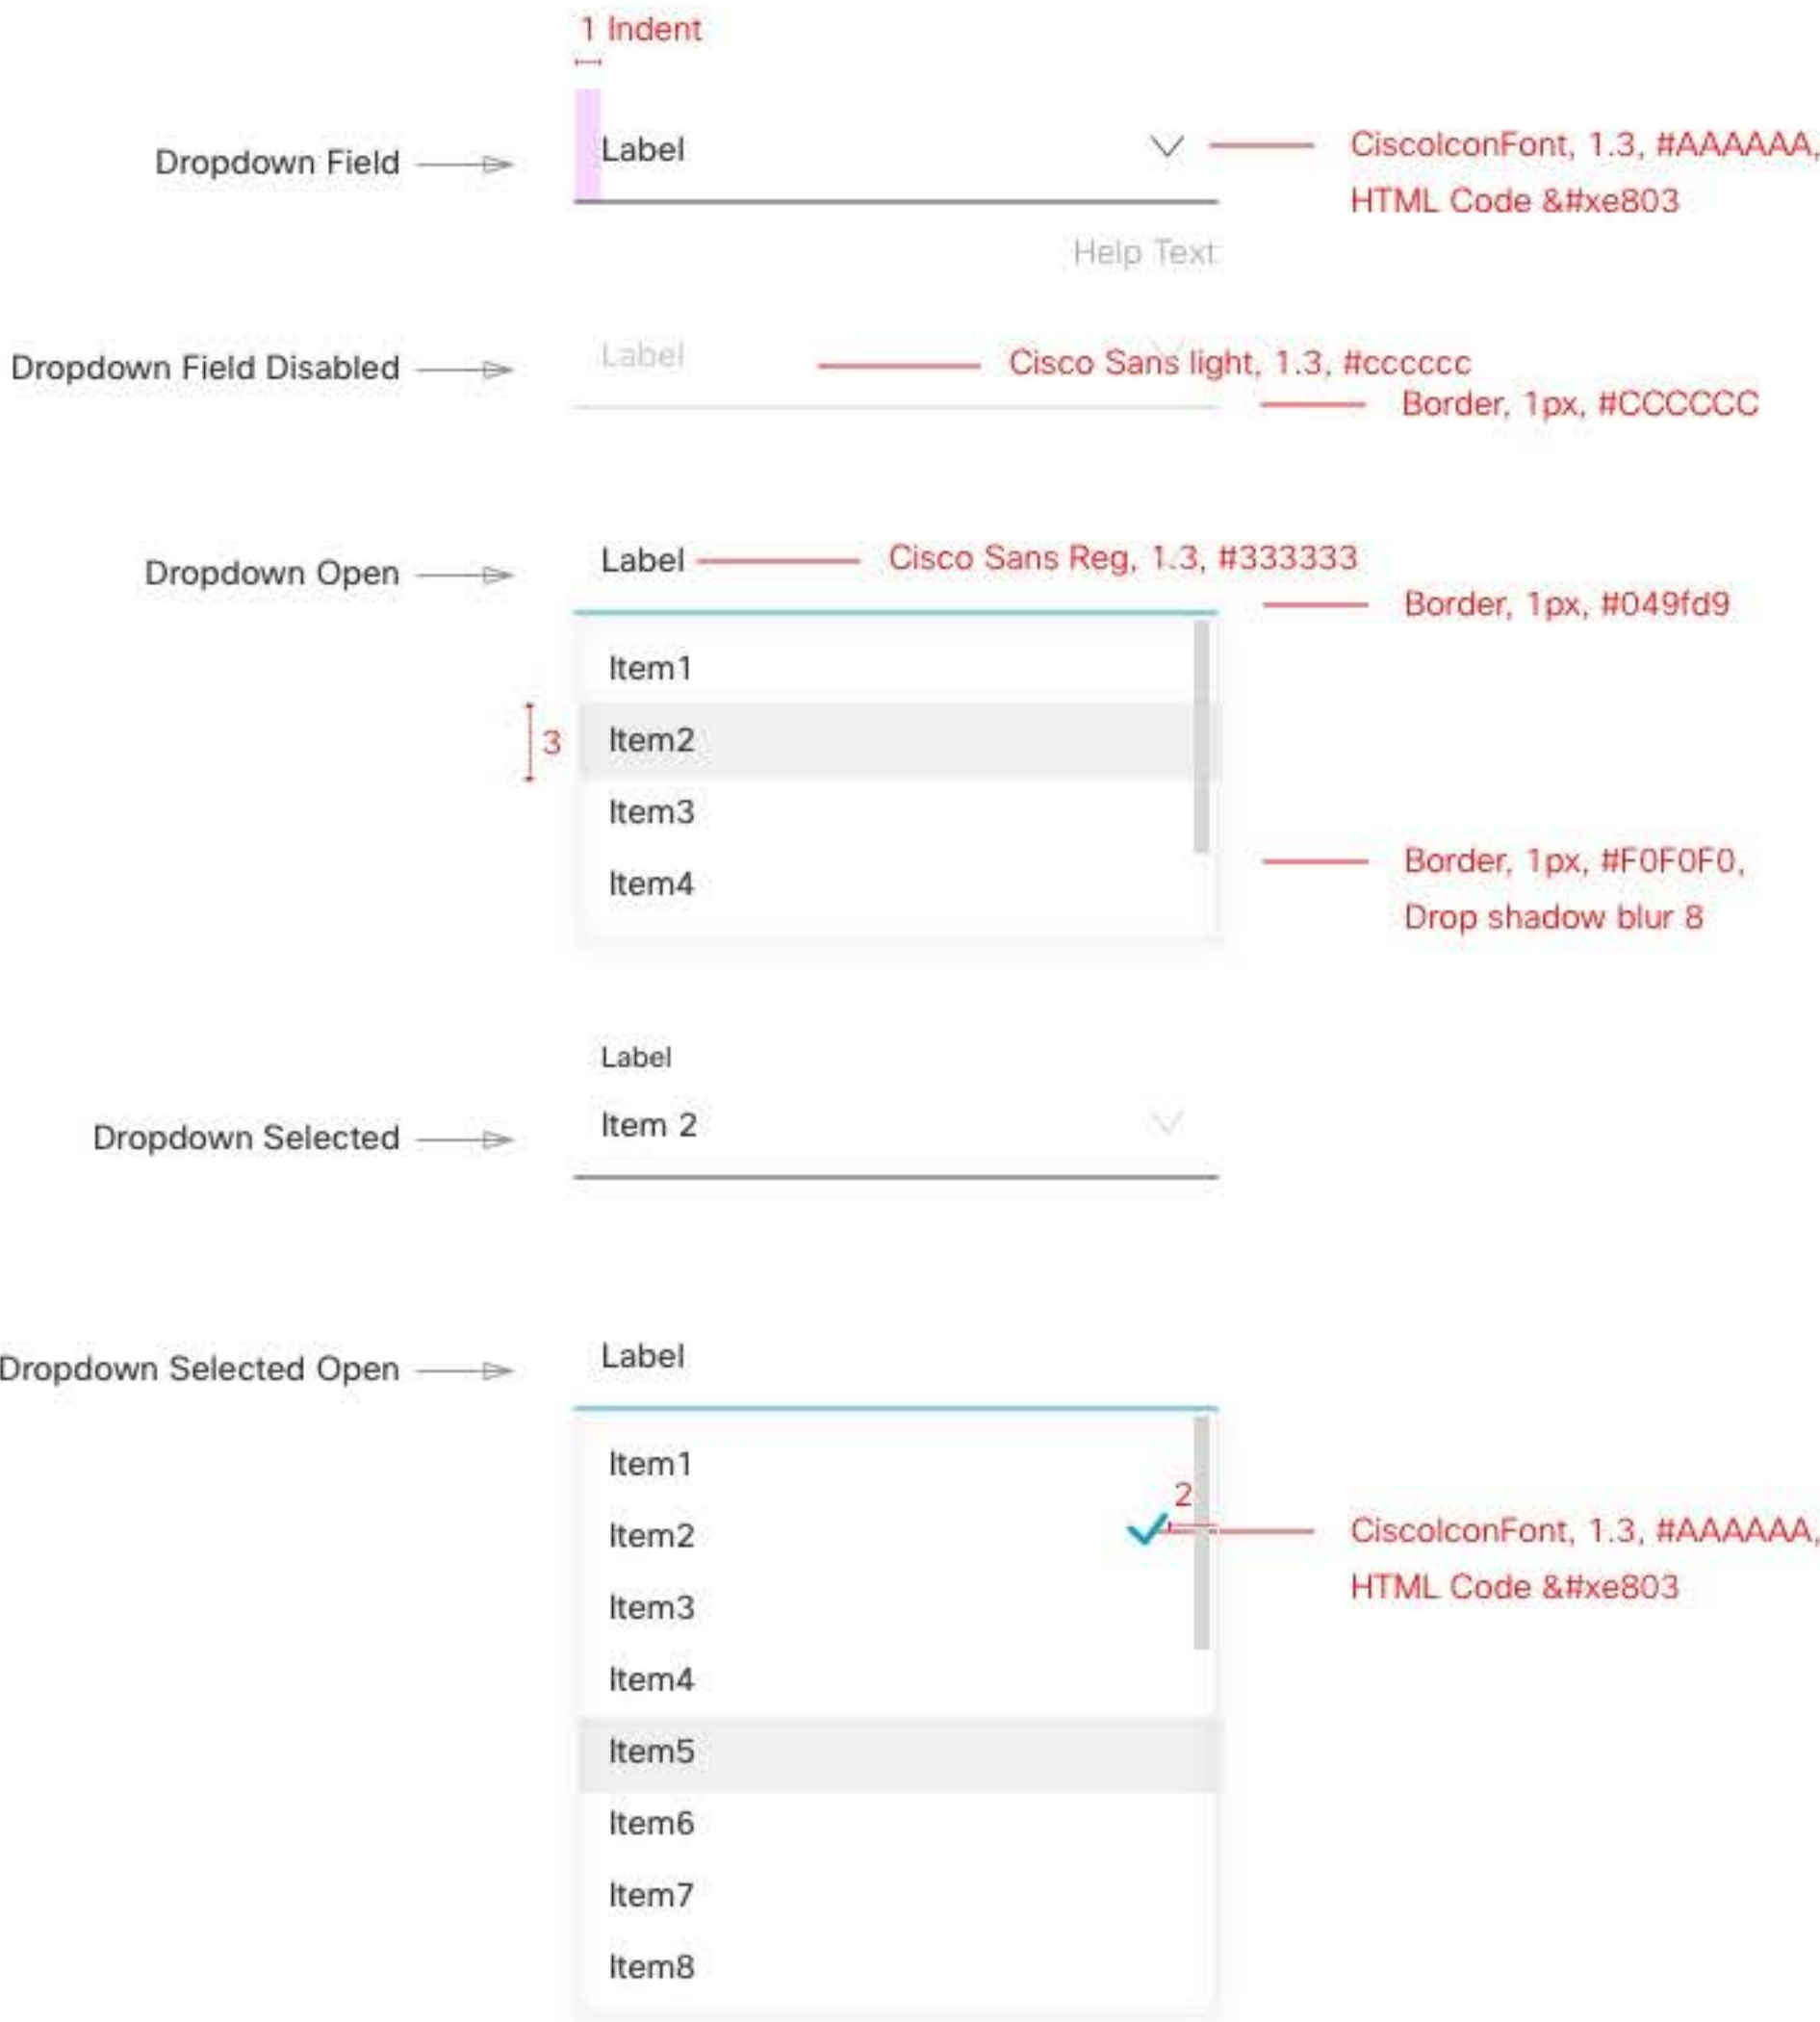 1 Indent
Dropdown Field
Label
CiscoIconFont, 1.3, #AAAAAA,
HTML Code &#xe803
Help Text
Dropdown Field Disabled
Label
Cisco Sans light, 1.3, #cccccc
Border, 1px, #CCCCCC
Dropdown Open
Label
Cisco Sans Reg, 1.3, #333333
Border, 1px, #049fd9
Item1
3
Item2
Item3
Item4
Border, 1px, #F0F0F0,
Drop shadow blur 8
Label
Dropdown Selected
Item 2
Dropdown Selected Open
Label
Item1
2
Item2
CiscoIconFont, 1.3, #AAAAAA,
HTML Code &#xe803
Item3
Item4
Item5
Item6
Item7
Item8